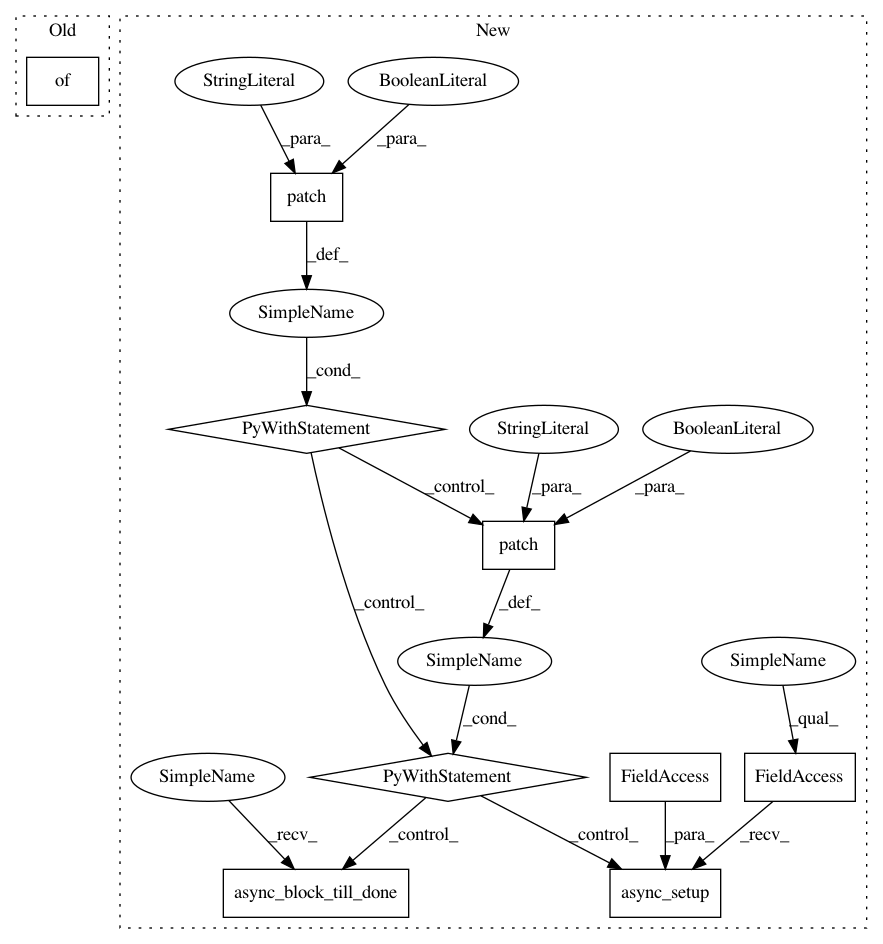 Old
New
of
StringLiteral
BooleanLiteral
_para_
_para_
patch
_def_
SimpleName
_cond_
PyWithStatement
StringLiteral
BooleanLiteral
_control_
_para_
_para_
patch
_control_
_def_
SimpleName
SimpleName
_cond_
_qual_
SimpleName
PyWithStatement
FieldAccess
FieldAccess
_recv_
_control_
_control_
_para_
_recv_
async_block_till_done
async_setup